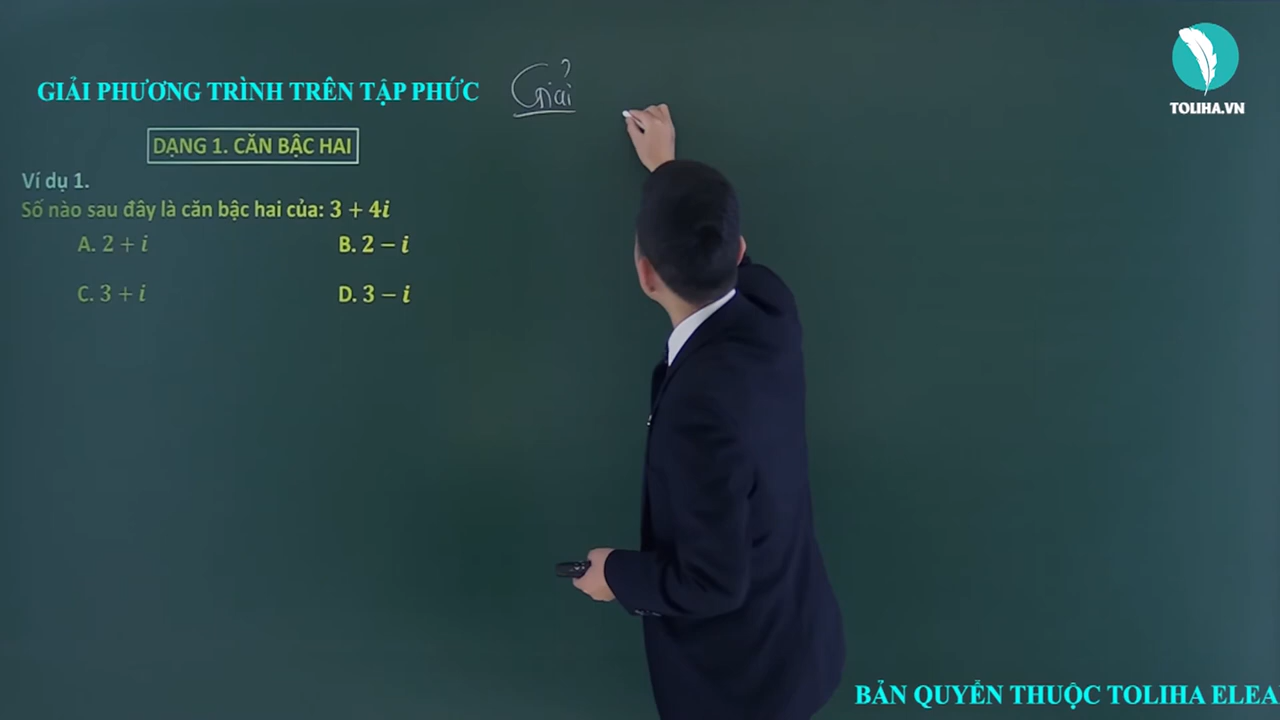 GIẢI PHƯƠNG TRÌNH TRÊN TẬP PHỨC
Giải
TOLIHA.VN
DẠNG 1. CĂN BẬC HAI
Ví dụ 1.
Số nào sau đây là căn bậc hai của: 3 + 4i
A. 2 + i
B. 2 − i
C. 3 + i
D. 3 − i
BẢN QUYỄN THUỘC TOLIHA ELEA